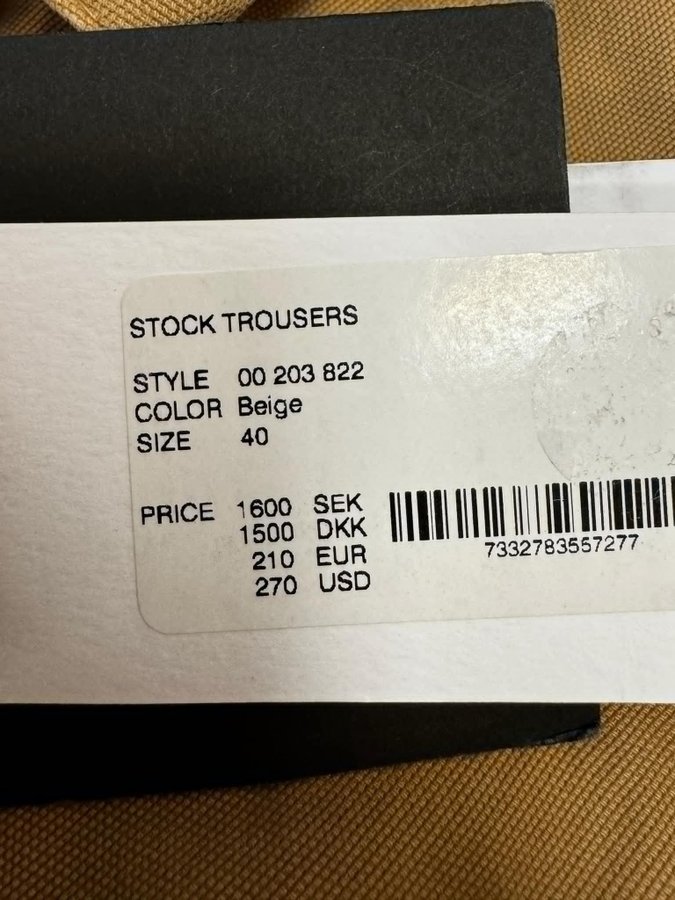 STOCK TROUSERS
STYLE 00 203 822
COLOR Beige
SIZE 40
PRICE 1600 SEK
1500 DKK
210 EUR
270 USD
7332783557277